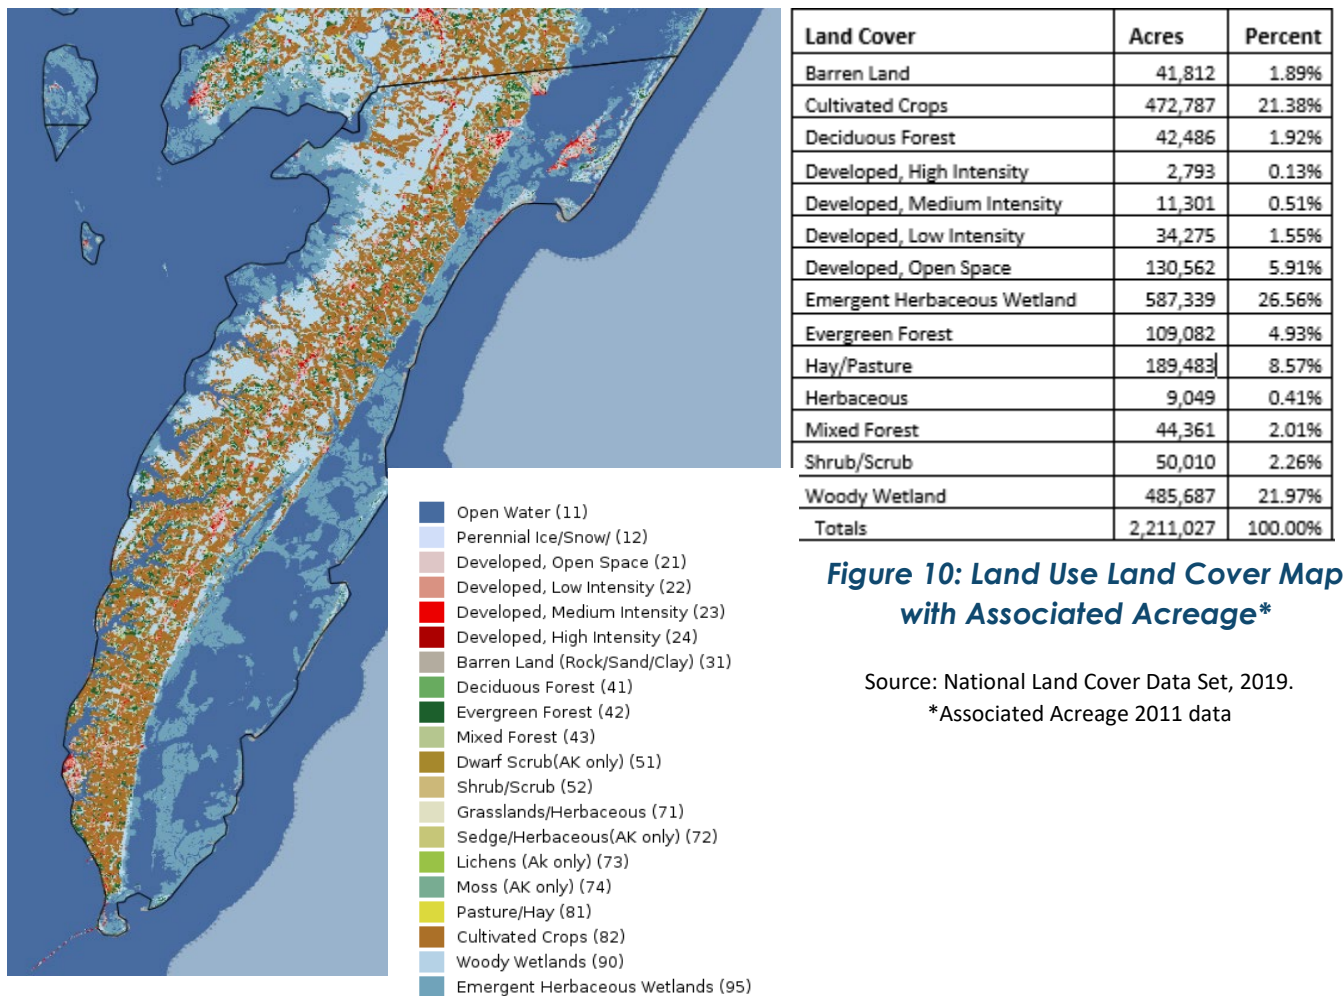 Land Cover Acres Percent
Barren Land 41,812 1.89%
Cultivated Crops 472,787 21.38%
Deciduous Forest 42,486 1.92%
Developed, High Intensity 2,793 0.13%
Developed, Medium Intensity 11,301 0.51%
Developed, Low Intensity 34,275 1.55%
Developed, Open Space 130,562 5.91%
Emergent Herbaceous Wetland 587,339 26.56%
Evergreen Forest 109,082 4.93%
Hay/Pasture 189,483 8.57%
Herbaceous 9,049 0.41%
Mixed Forest 44,361 2.01%
Shrub/Scrub 50,010 2.26%
Woody Wetland 485,687 21.97%
Totals 2,211,027 100.00%
Open Water (11)
Perennial Ice/Snow/ (12)
Developed, Open Space (21)
Developed, Low Intensity (22)
Developed, Medium Intensity (23)
Developed, High Intensity (24)
Barren Land (Rock/Sand/Clay) (31)
Deciduous Forest (41)
Evergreen Forest (42)
Mixed Forest (43)
Dwarf Scrub(AK only) (51)
Shrub/Scrub (52)
Grasslands/Herbaceous (71)
Sedge/Herbaceous(AK only) (72)
Lichens (Ak only) (73)
Moss (AK only) (74)
Pasture/Hay (81)
Cultivated Crops (82)
Woody Wetlands (90)
Emergent Herbaceous Wetlands (95)
Figure 10: Land Use Land Cover Map
with Associated Acreage*
Source: National Land Cover Data Set, 2019.
*Associated Acreage 2011 data